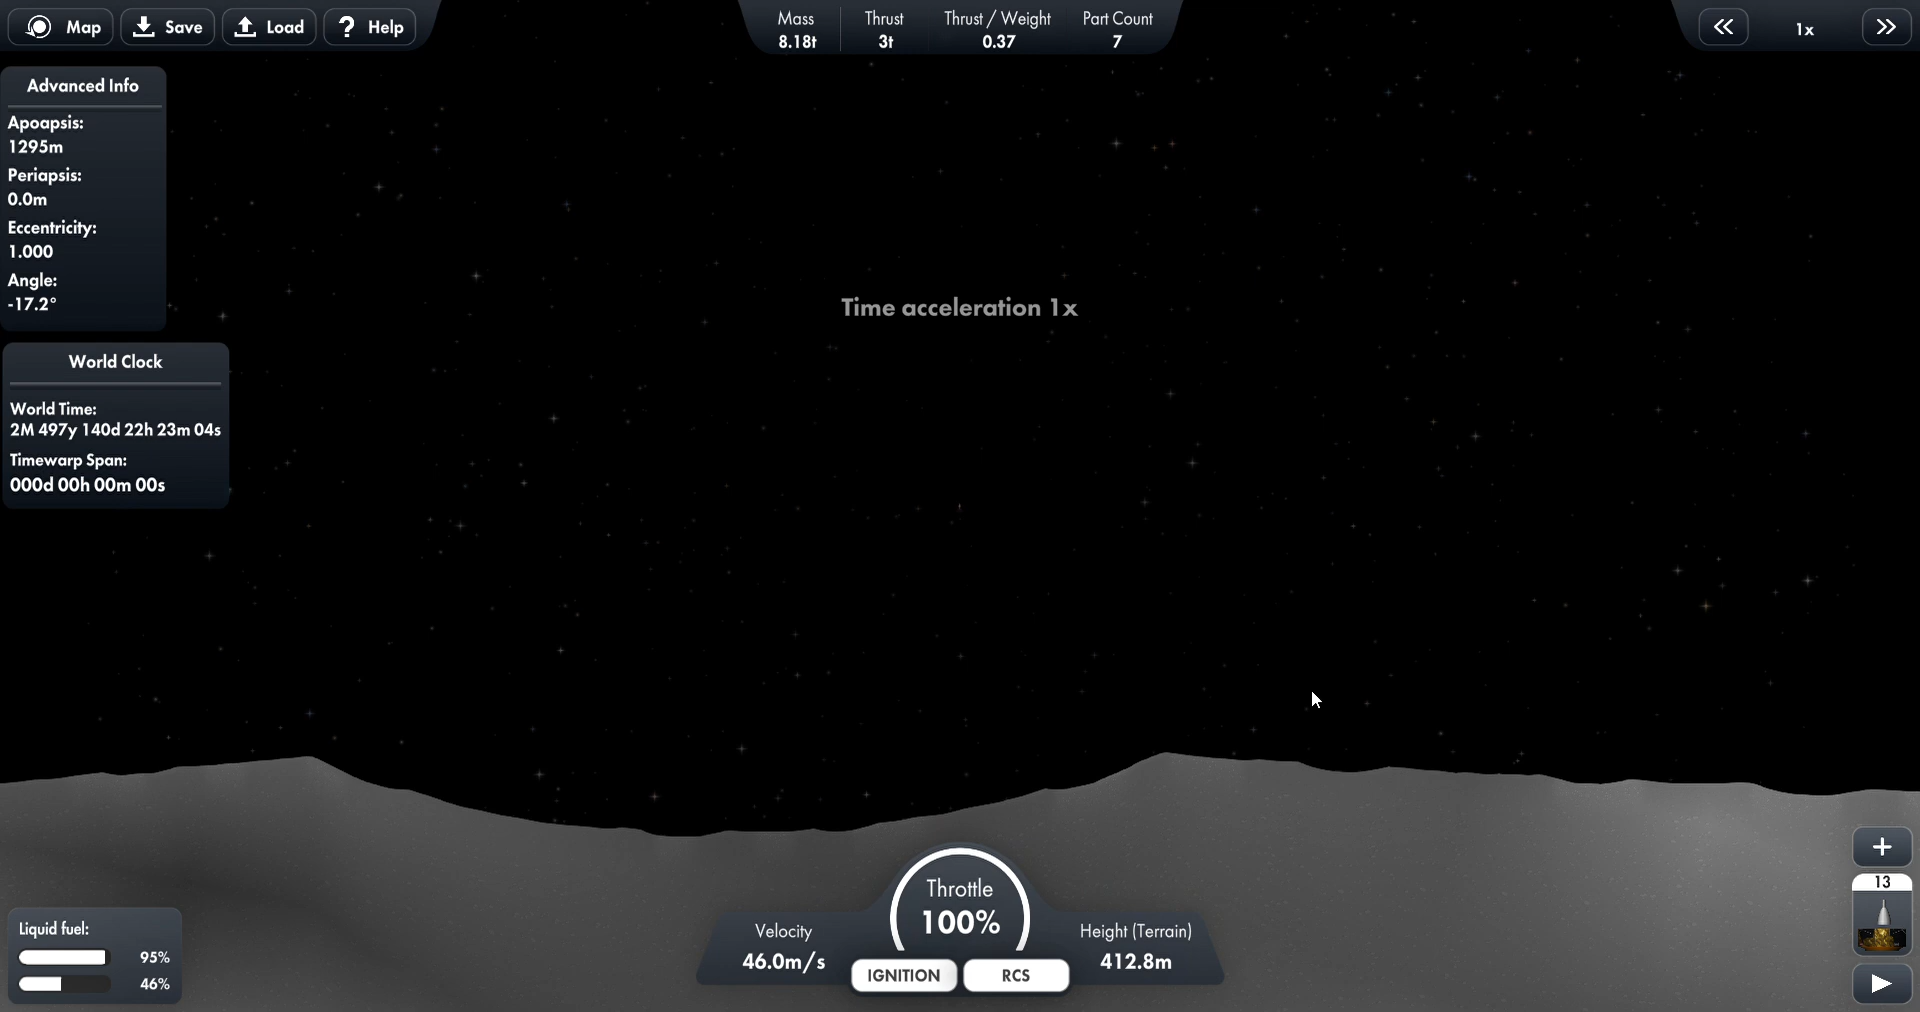 Map
Save
Load
Help
Mass
8.18t
Thrust
3t
Thrust / Weight
0.37
Part Count
7
1x
Advanced Info
Apoapsis:
1295m
Periapsis:
0.0m
Eccentricity:
1.000
Angle:
-17.2°
Time acceleration 1x
World Clock
World Time:
2M 497y 140d 22h 23m 04s
Timewarp Span:
000d 00h 00m 00s
Liquid fuel:
95%
46%
Velocity
46.0m/s
Throttle
100%
IGNITION
RCS
Height (Terrain)
412.8m
13